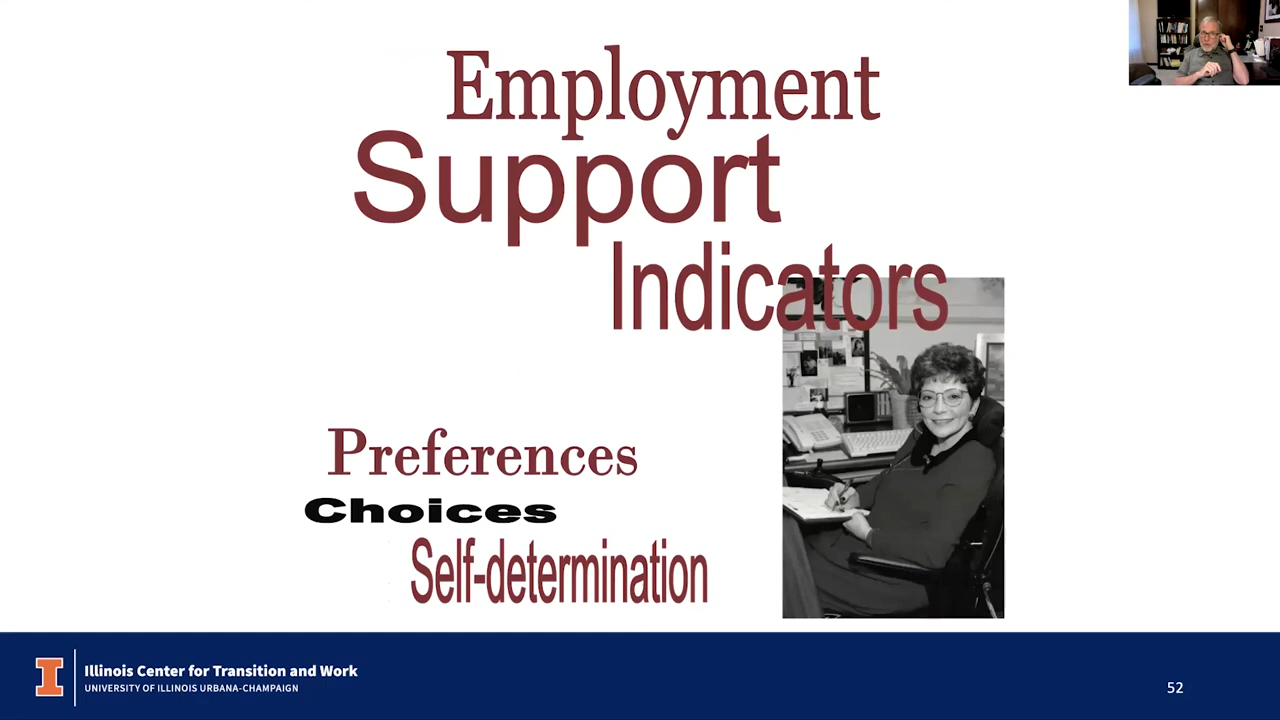 Employment
Support
Indicators
Preferences
Choices
Self-determination
I
Illinois Center for Transition and Work
UNIVERSITY OF ILLINOIS URBANA-CHAMPAIGN
52